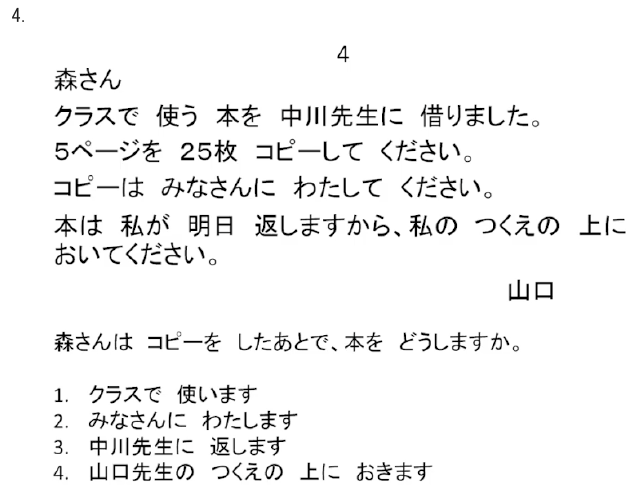 4.
4
森さん
クラスで 使う 本を 中川先生に 借りました。
5ページを 25枚 コピーして ください。
コピーは みなさんに わたして ください。
本は 私が 明日 返しますから、私の つくえの 上に
おいてください。
山口
森さんは コピーを したあとで、本を どうしますか。
1. クラスで 使います
2. みなさんに わたします
3. 中川先生に 返します
4. 山口先生の つくえの 上に おきます